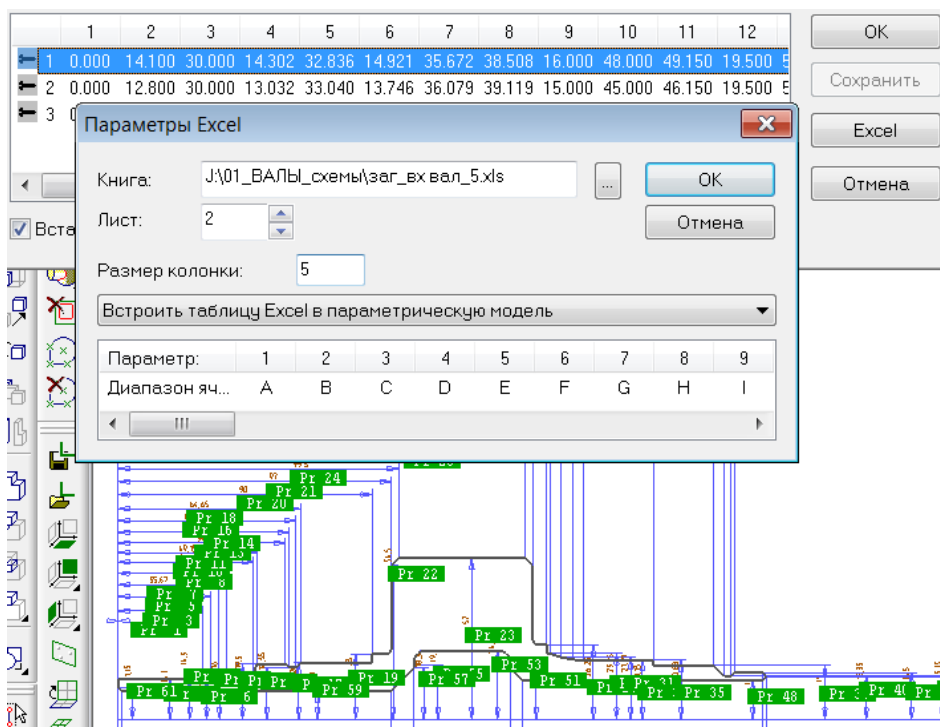 1 2 3 4 5 6 7 8 9 10 11 12
OK
1 0.000 14.100 30.000 14.302 32.836 14.921 35.672 38.508 16.000 48.000 49.150 19.500
Сохранить
2 0.000 12.800 30.000 13.032 33.040 13.746 36.079 39.119 15.000 45.000 46.150 19.500
3
Параметры Excel
Excel
Книга: J:\01_ВАЛЫ_схемы\заг_вх вал_5.xls ... OK
Отмена
Лист: 2 Отмена
Вста
Размер колонки: 5
Встроить таблицу Excel в параметрическую модель
Параметр: 1 2 3 4 5 6 7 8 9
Диапазон яч... A B C D E F G H I
Pr 24
Pr 21
Pr 20
Pr 18
Pr 16
Pr 14
Pr 11
Pr 22
Pr 23
Pr 53
Pr 19
Pr 57
Pr 51
Pr 61
Pr 6
Pr 59
Pr 35
Pr 48